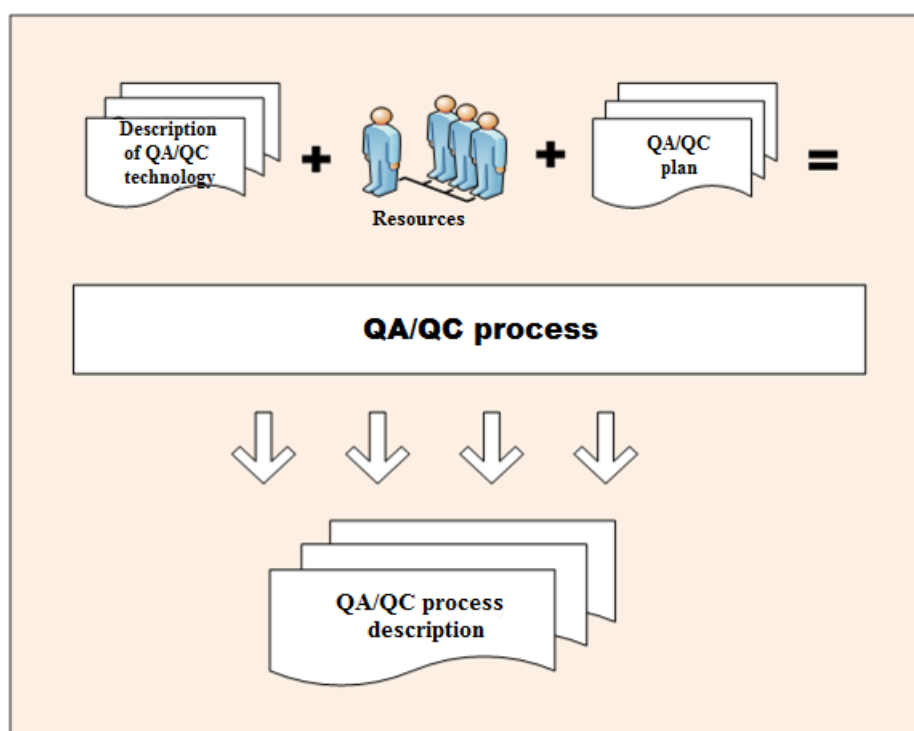 Description
of QA/QC
technology
+
Resources
+
QA/QC
plan
=
QA/QC process
QA/QC process
description